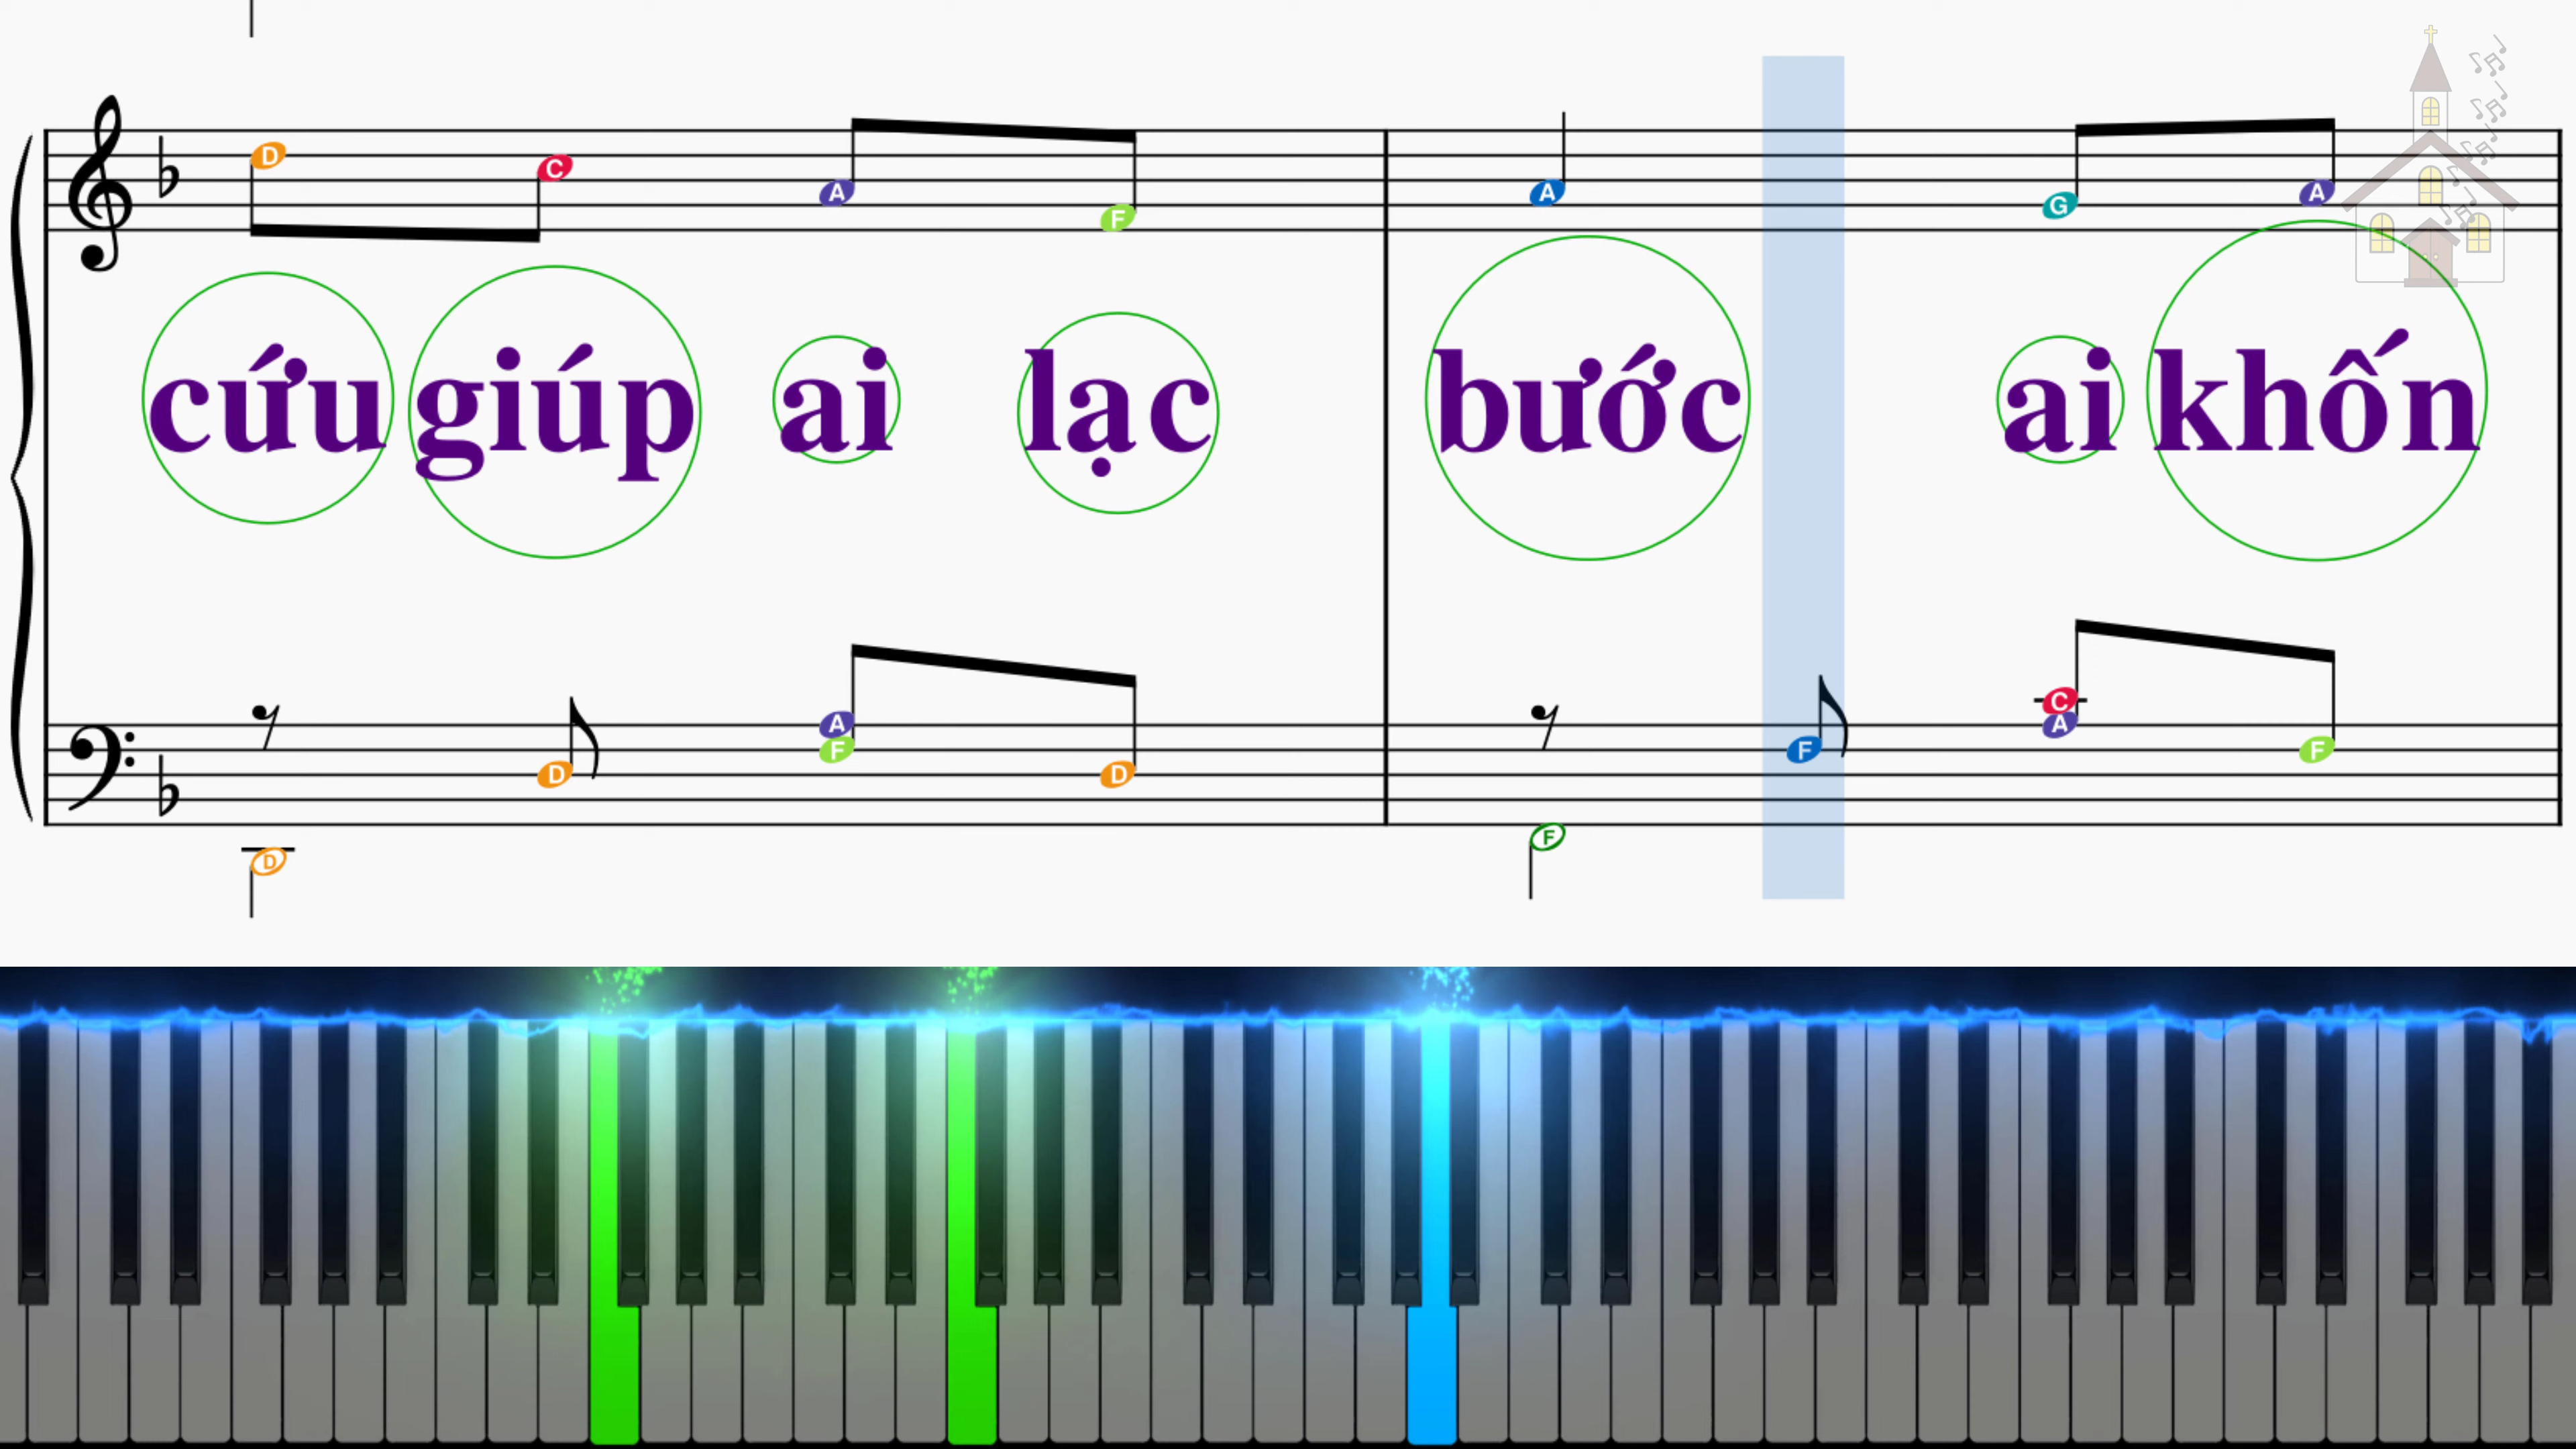 D C A F A G A
cứu giúp ai lạc bước ai khốn
D A F D F C A F
D F